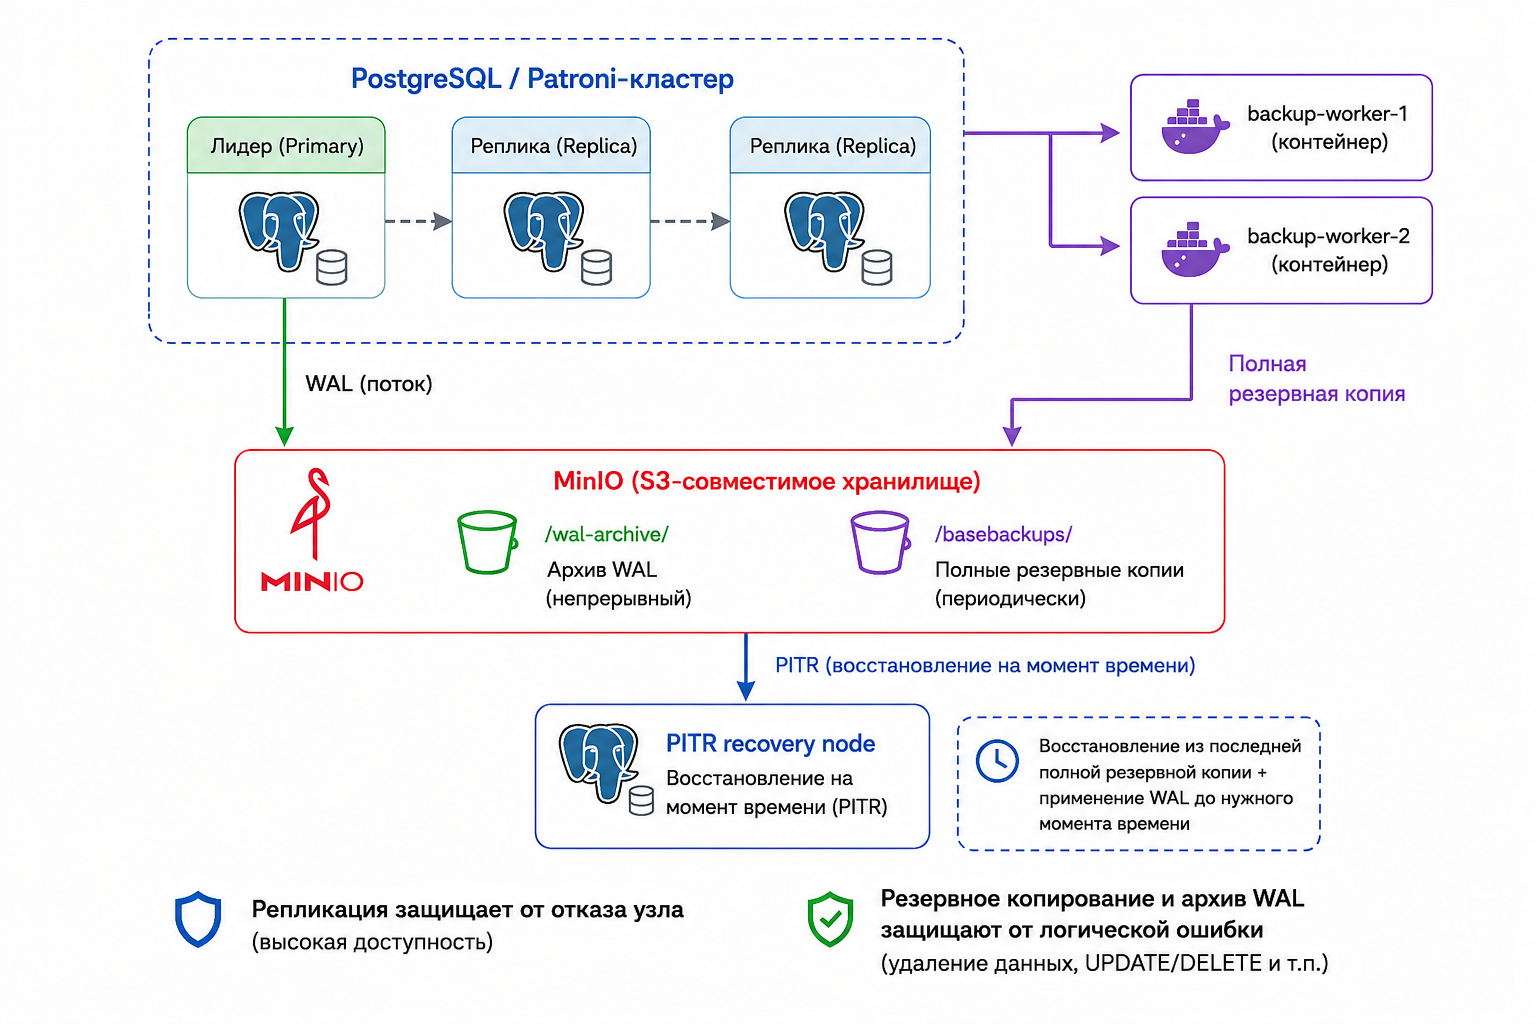 PostgreSQL / Patroni-кластер
Лидер (Primary)
Реплика (Replica)
Реплика (Replica)
backup-worker-1
(контейнер)
backup-worker-2
(контейнер)
WAL (поток)
Полная
резервная копия
MinIO (S3-совместимое хранилище)
MINIO
/wal-archive/
Архив WAL
(непрерывный)
/basebackups/
Полные резервные копии
(периодически)
PITR (восстановление на момент времени)
PITR recovery node
Восстановление на
момент времени (PITR)
Восстановление из последней
полной резервной копии +
применение WAL до нужного
момента времени
Репликация защищает от отказа узла
(высокая доступность)
Резервное копирование и архив WAL
защищают от логической ошибки
(удаление данных, UPDATE/DELETE и т.п.)